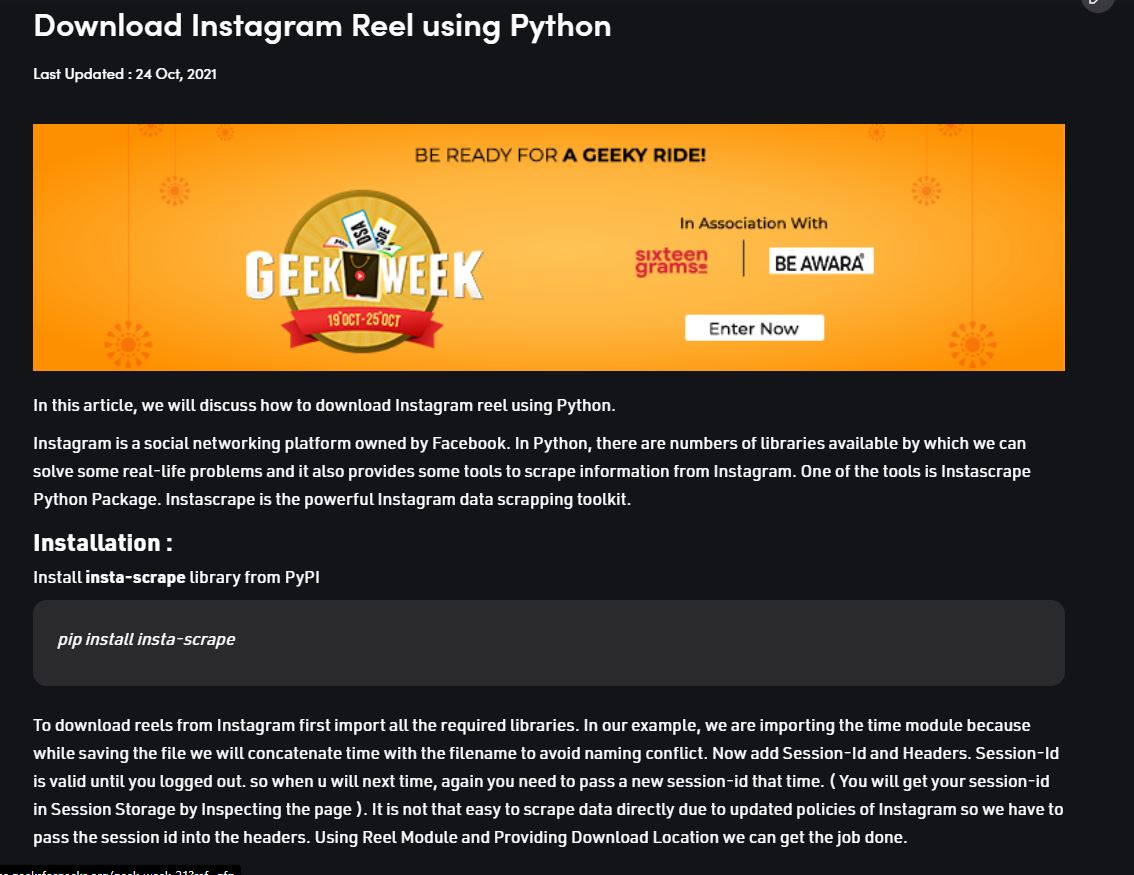 Download Instagram Reel using Python
Last Updated : 24 Oct, 2021
BE READY FOR A GEEKY RIDE!
DSA
SDE
GEEK WEEK
19 OCT-25 OCT
In Association With
sixteen
grams
BE AWARA
Enter Now
In this article, we will discuss how to download Instagram reel using Python.
Instagram is a social networking platform owned by Facebook. In Python, there are numbers of libraries available by which we can
solve some real-life problems and it also provides some tools to scrape information from Instagram. One of the tools is Instascrape
Python Package. Instascrape is the powerful Instagram data scrapping toolkit.
Installation :
Install insta-scrape library from PyPI
pip install insta-scrape
To download reels from Instagram first import all the required libraries. In our example, we are importing the time module because
while saving the file we will concatenate time with the filename to avoid naming conflict. Now add Session-Id and Headers. Session-Id
is valid until you logged out. so when u will next time, again you need to pass a new session-id that time. ( You will get your session-id
in Session Storage by Inspecting the page ). It is not that easy to scrape data directly due to updated policies of Instagram so we have to
pass the session id into the headers. Using Reel Module and Providing Download Location we can get the job done.